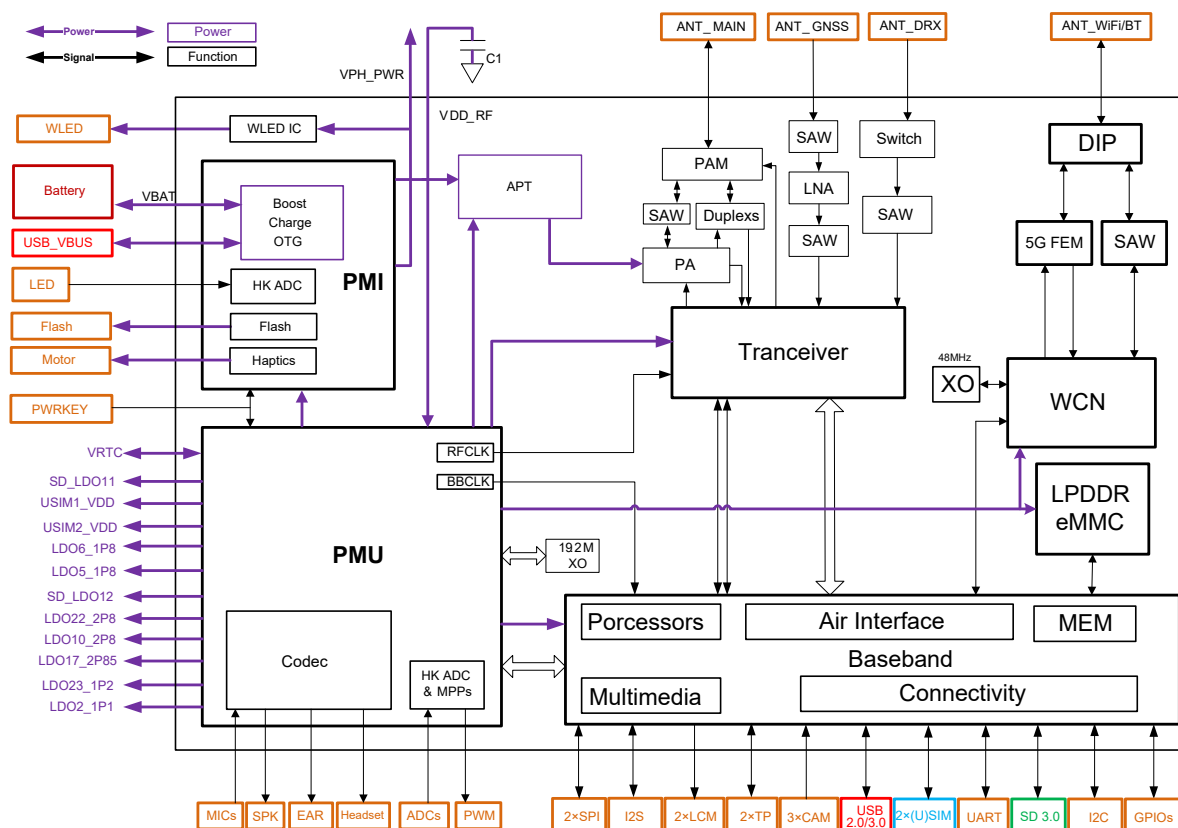 Power
Power
Signal
Function
ANT_MAIN
ANT_GNSS
ANT_DRX
ANT_WiFi/BT
C1
VPH_PWR
VDD_RF
WLED
WLED IC
SAW
Switch
DIP
PAM
APT
Battery
VBAT
Boost
Charge
OTG
LNA
SAW
Duplexs
SAW
USB_VBUS
SAW
5G FEM
SAW
PMI
PA
LED
HK ADC
Flash
Flash
Tranceiver
Motor
Haptics
48MHz
XO
WCN
PWRKEY
VRTC
RFCLK
SD_LDO11
BBCLK
USIM1_VDD
LPDDR
eMMC
USIM2_VDD
LDO6_1P8
PMU
19.2M
XO
LDO5_1P8
SD_LDO12
LDO22_2P8
Porcessors
Air Interface
MEM
LDO10_2P8
Baseband
LDO17_2P85
Codec
HK ADC
& MPPs
LDO23_1P2
Multimedia
Connectivity
LDO2_1P1
MICs
SPK
EAR
Headset
ADCs
PWM
2×SPI
I2S
2×LCM
2×TP
3×CAM
USB
2.0/3.0
2×(U)SIM
UART
SD 3.0
I2C
GPIOs